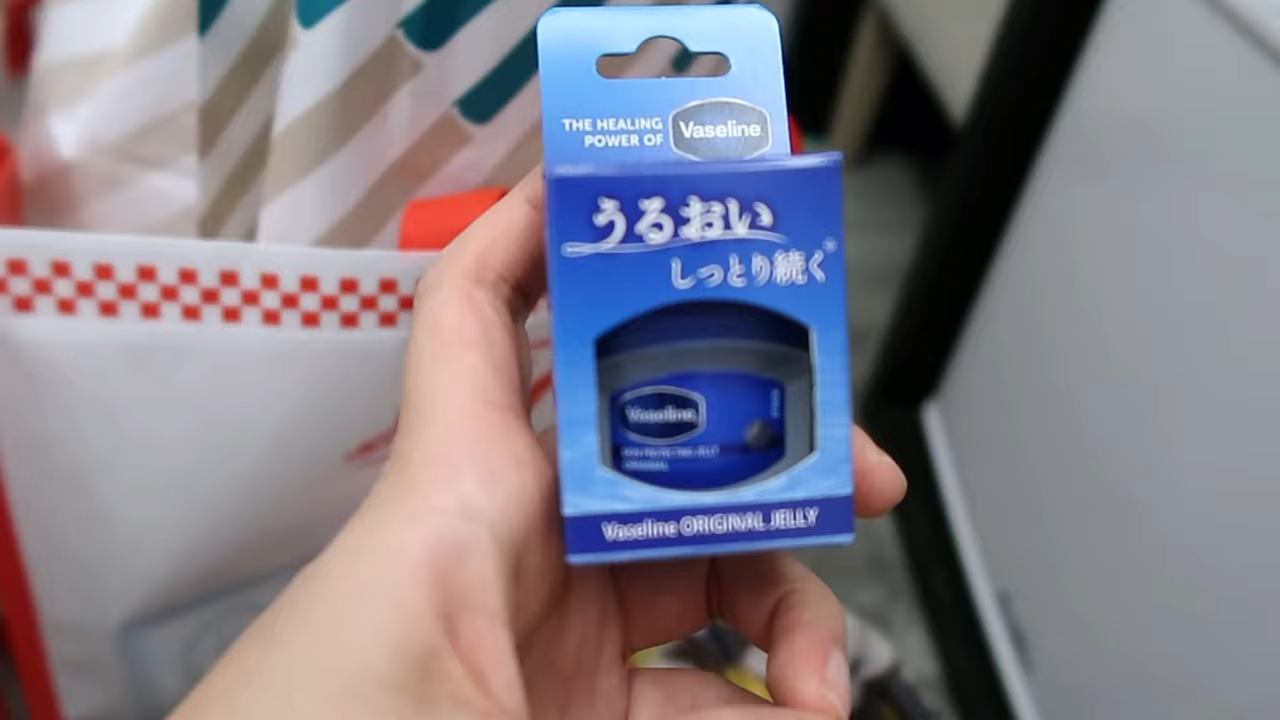 THE HEALING
POWER OF
Vaseline
うるおい
しっとり続く
Vaseline
ORIGINAL
Vaseline ORIGINAL JELLY